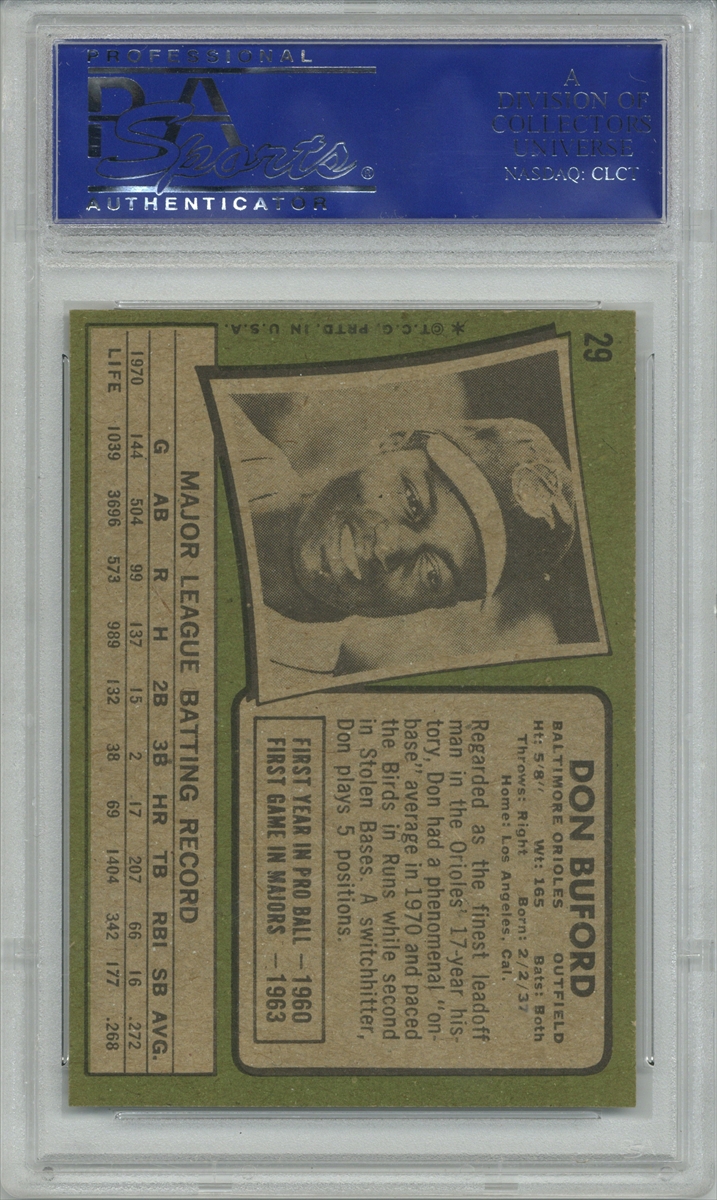 PROFESSIONAL
PSA
Sports®
AUTHENTICATOR
A
DIVISION OF
COLLECTORS
UNIVERSE
NASDAQ: CLCT
29
*©T.C.G. PRTD. IN U.S.A.
DON BUFORD
BALTIMORE ORIOLES OUTFIELD
Ht: 5'8" Wt: 165 Bats: Both
Throws: Right Born: 2/2/37
Home: Los Angeles, Cal.
Regarded as the finest leadoff
man in the Orioles' 17-year his-
tory, Don had a phenomenal "on-
base" average in 1970 and paced
the Birds in Runs while second
in Stolen Bases. A switchhitter,
Don plays 5 positions.
FIRST YEAR IN PRO BALL — 1960
FIRST GAME IN MAJORS — 1963
MAJOR LEAGUE BATTING RECORD
G AB R H 2B 3B HR TB RBI SB AVG.
1970 144 504 99 137 15 2 17 207 66 16 .272
LIFE 1039 3696 573 989 132 38 69 1404 342 177 .268